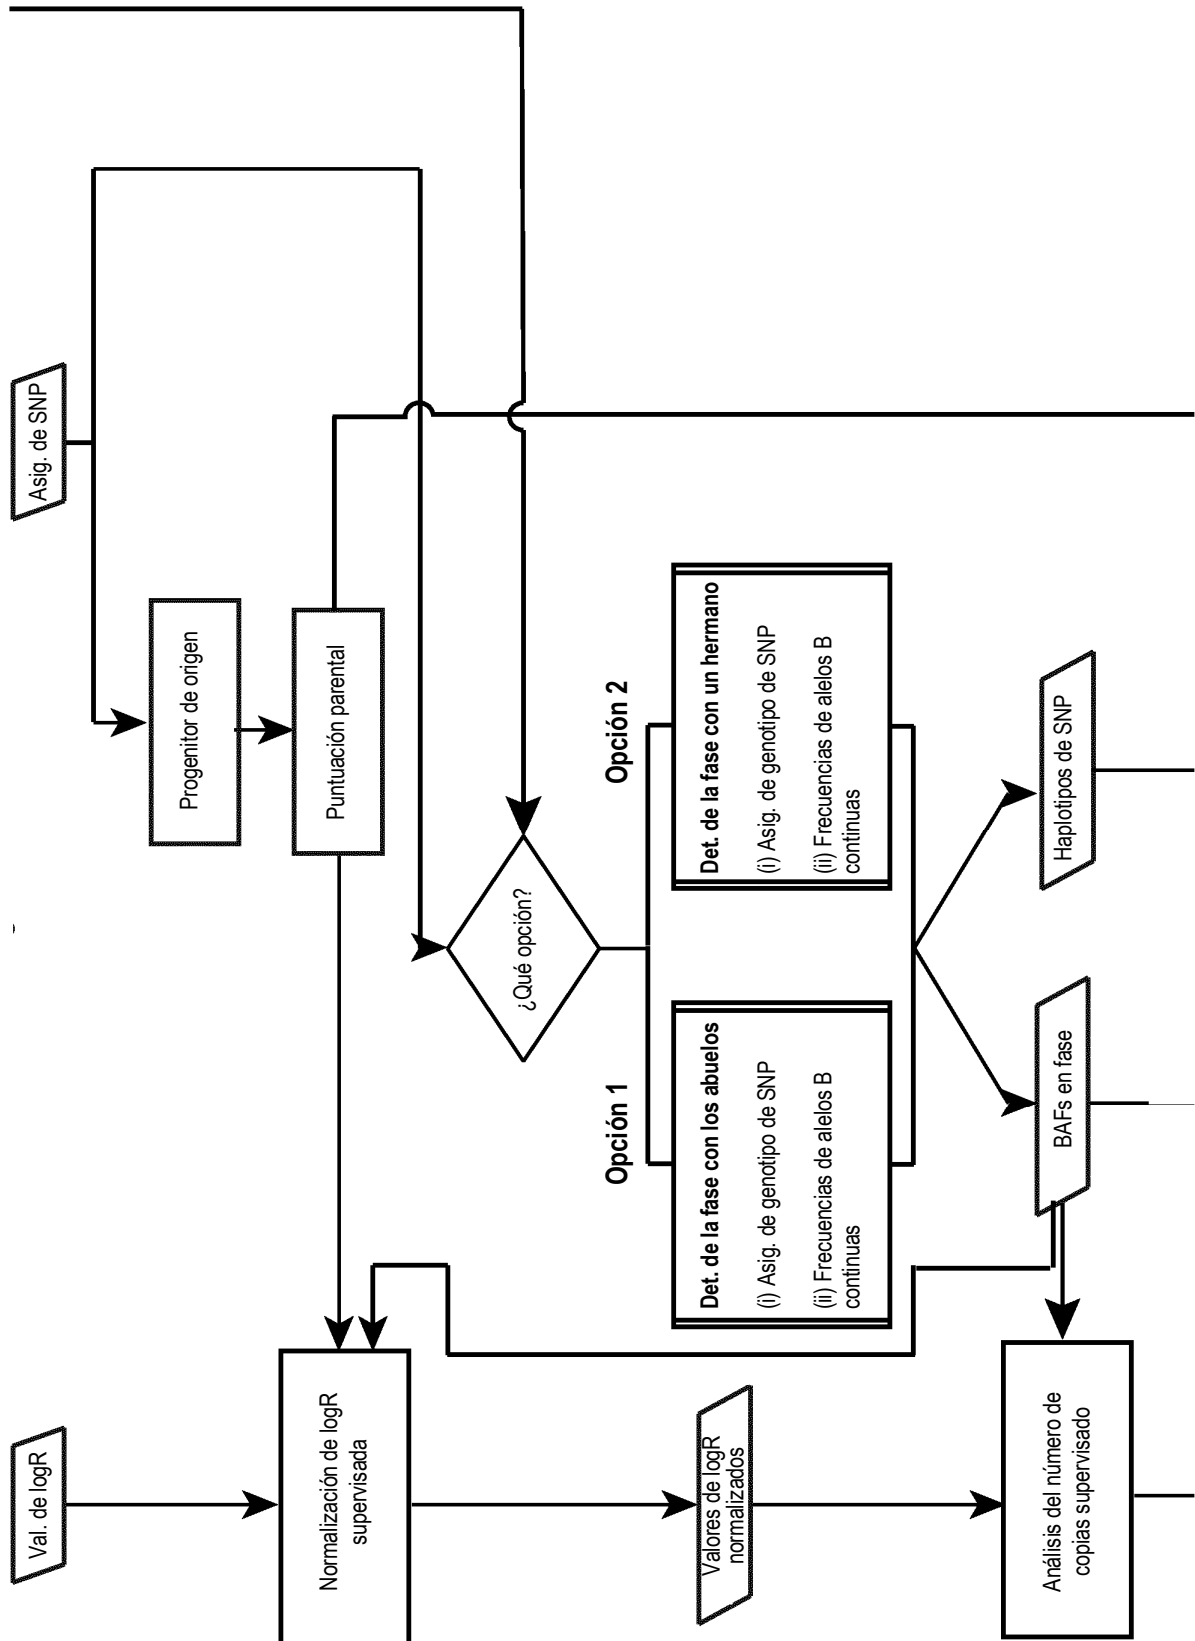 Val. de logR
Asig. de SNP
Progenitor de origen
Puntuación parental
Normalización de logR
supervisada
¿Qué opción?
Opción 1
Det. de la fase con los abuelos
(i) Asig. de genotipo de SNP
(ii) Frecuencias de alelos B
continuas
Opción 2
Det. de la fase con un hermano
(i) Asig. de genotipo de SNP
(ii) Frecuencias de alelos B
continuas
Valores de logR
normalizados
BAFs en fase
Haplotipos de SNP
Análisis del número de
copias supervisado